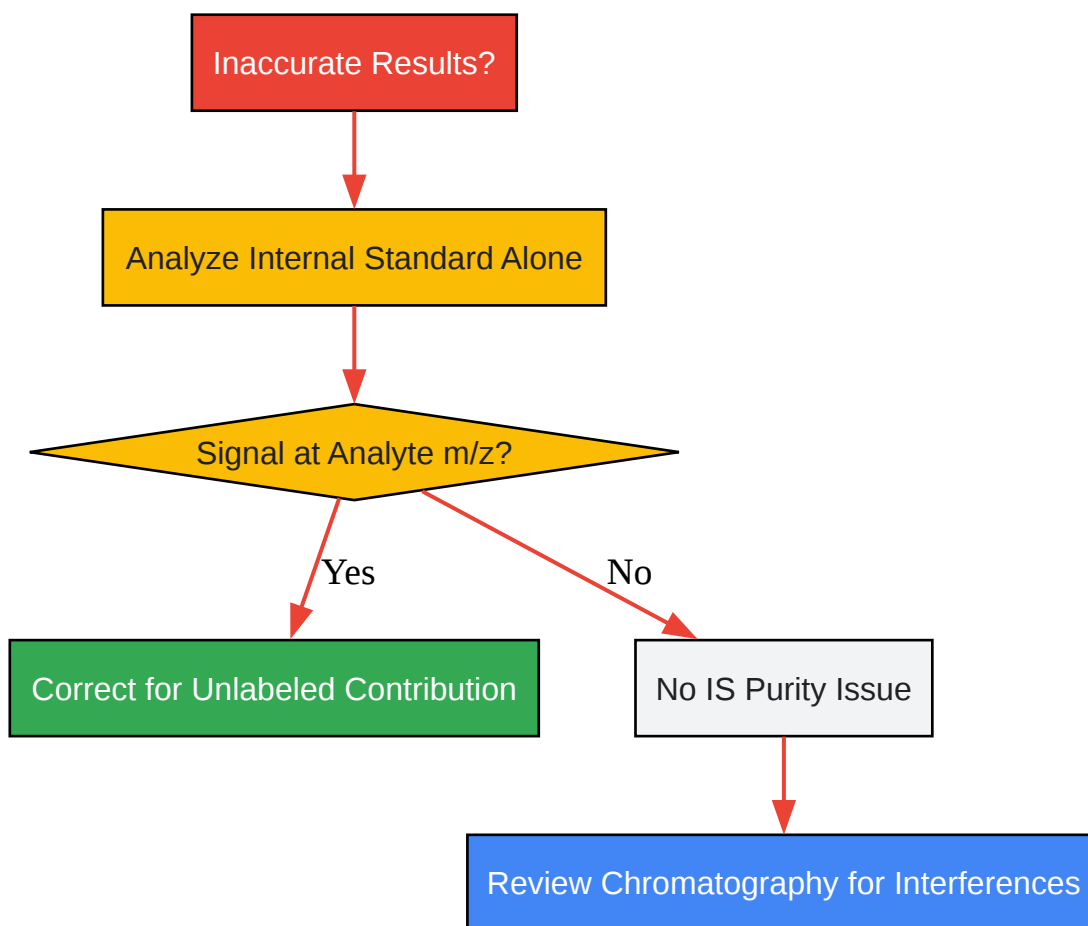 Inaccurate Results?
Analyze Internal Standard Alone
Signal at Analyte m/z?
Yes
No
Correct for Unlabeled Contribution
No IS Purity Issue
Review Chromatography for Interferences